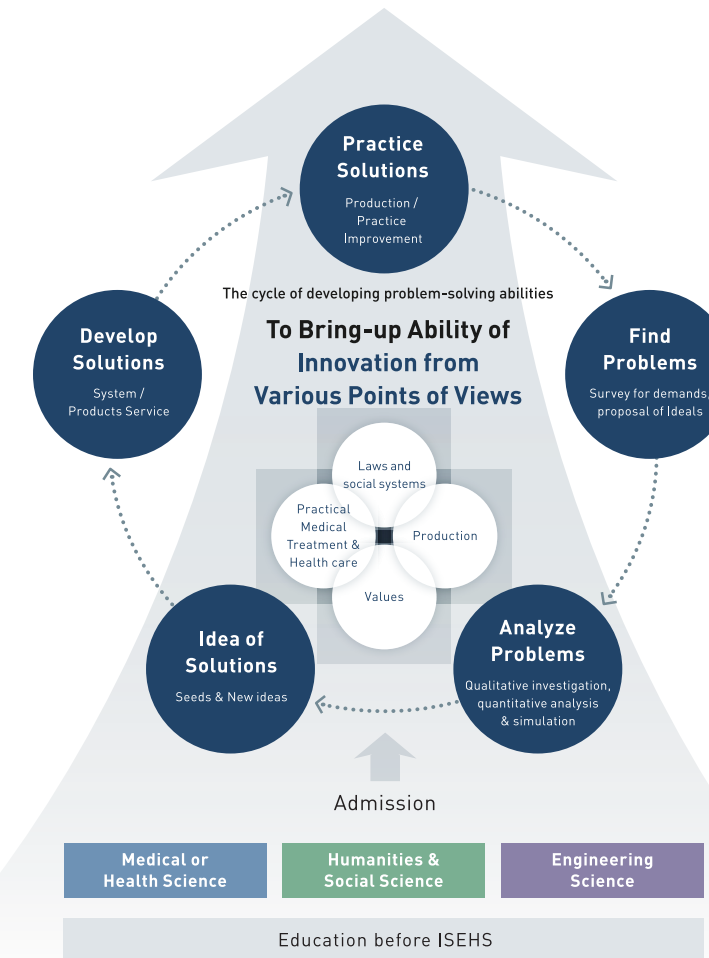 Practice
Solutions
Production /
Practice
Improvement
The cycle of developing problem-solving abilities
To Bring-up Ability of
Innovation from
Various Points of Views
Develop
Solutions
System /
Products Service
Find
Problems
Survey for demands,
proposal of Ideals
Laws and
social systems
Practical
Medical
Treatment &
Health care
Production
Values
Idea of
Solutions
Seeds & New ideas
Analyze
Problems
Qualitative investigation,
quantitative analysis
& simulation
Admission
Medical or
Health Science
Humanities &
Social Science
Engineering
Science
Education before ISEHS